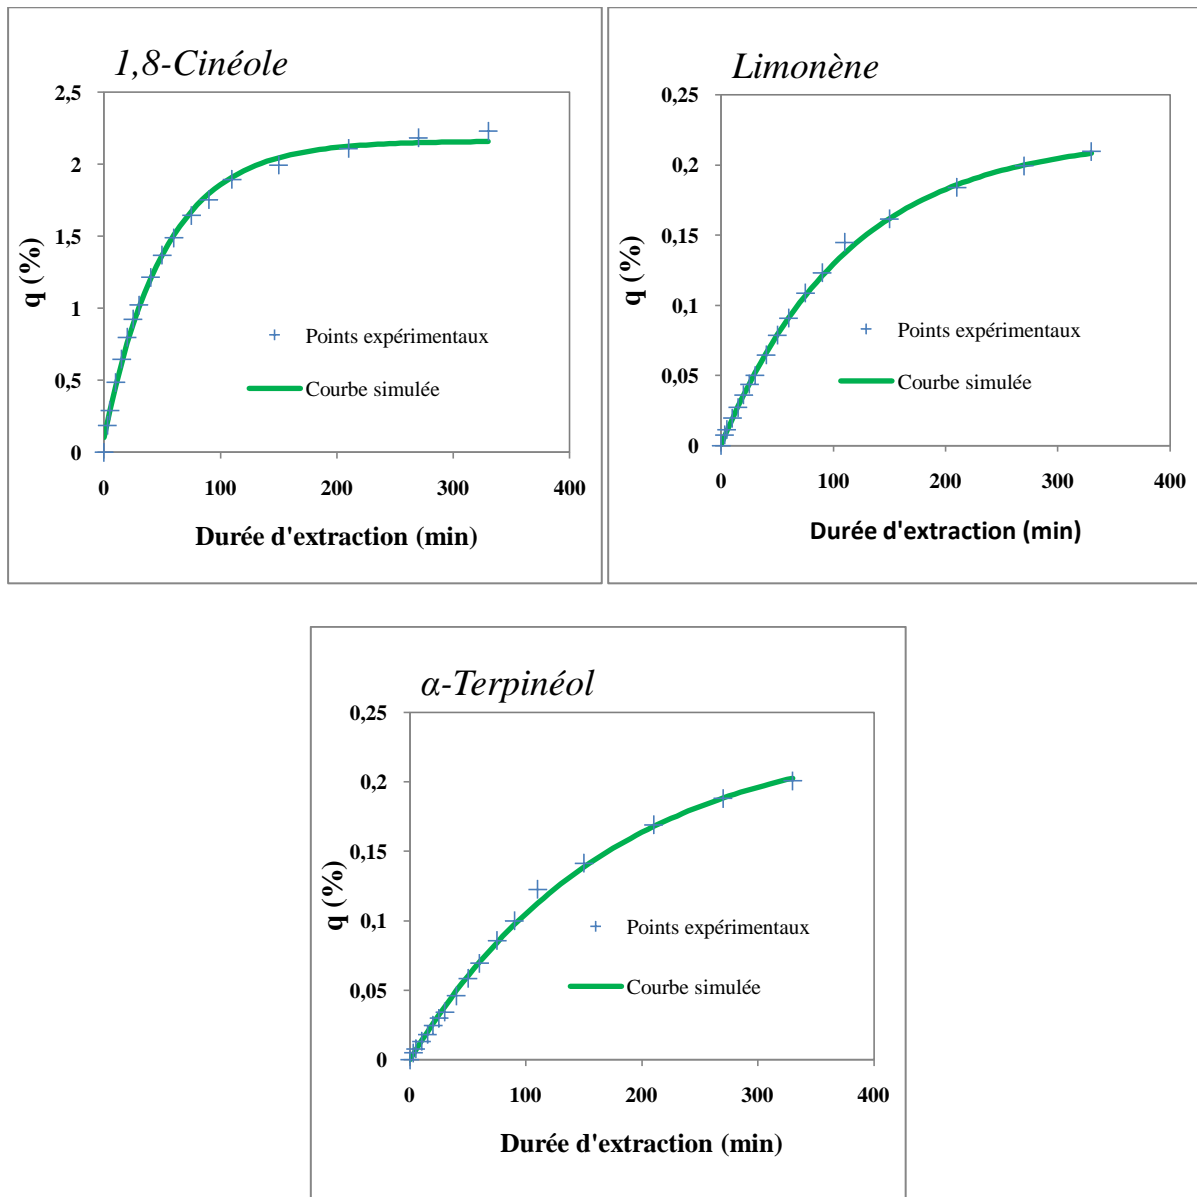 1,8-Cinéole
2,5
2
1,5
1
0,5
0
q (%)
Points expérimentaux
Courbe simulée
0 100 200 300 400
Durée d'extraction (min)
Limonène
0,25
0,2
0,15
0,1
0,05
0
q (%)
Points expérimentaux
Courbe simulée
0 100 200 300 400
Durée d'extraction (min)
α-Terpinéol
0,25
0,2
0,15
0,1
0,05
0
q (%)
Points expérimentaux
Courbe simulée
0 100 200 300 400
Durée d'extraction (min)